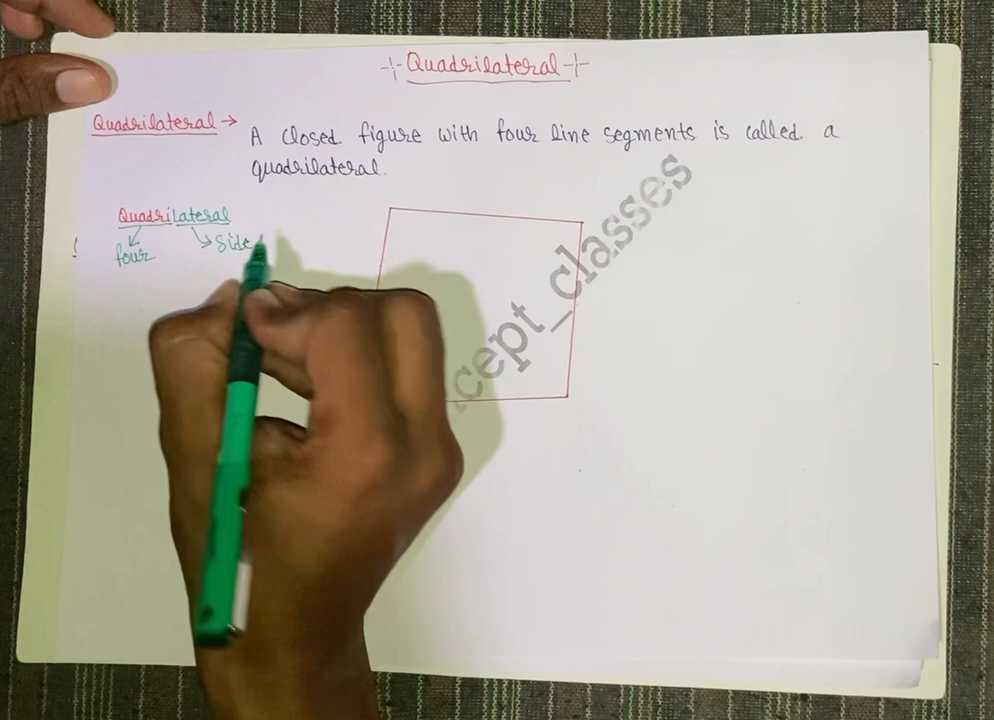 Quadrilateral
Quadrilateral → A closed figure with four line segments is called a
quadrilateral.
Quadrilateral
four Side
cept_classes